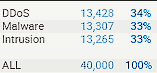 DDoS 13,428 34%
Malware 13,307 33%
Intrusion 13,265 33%
ALL 40,000 100%